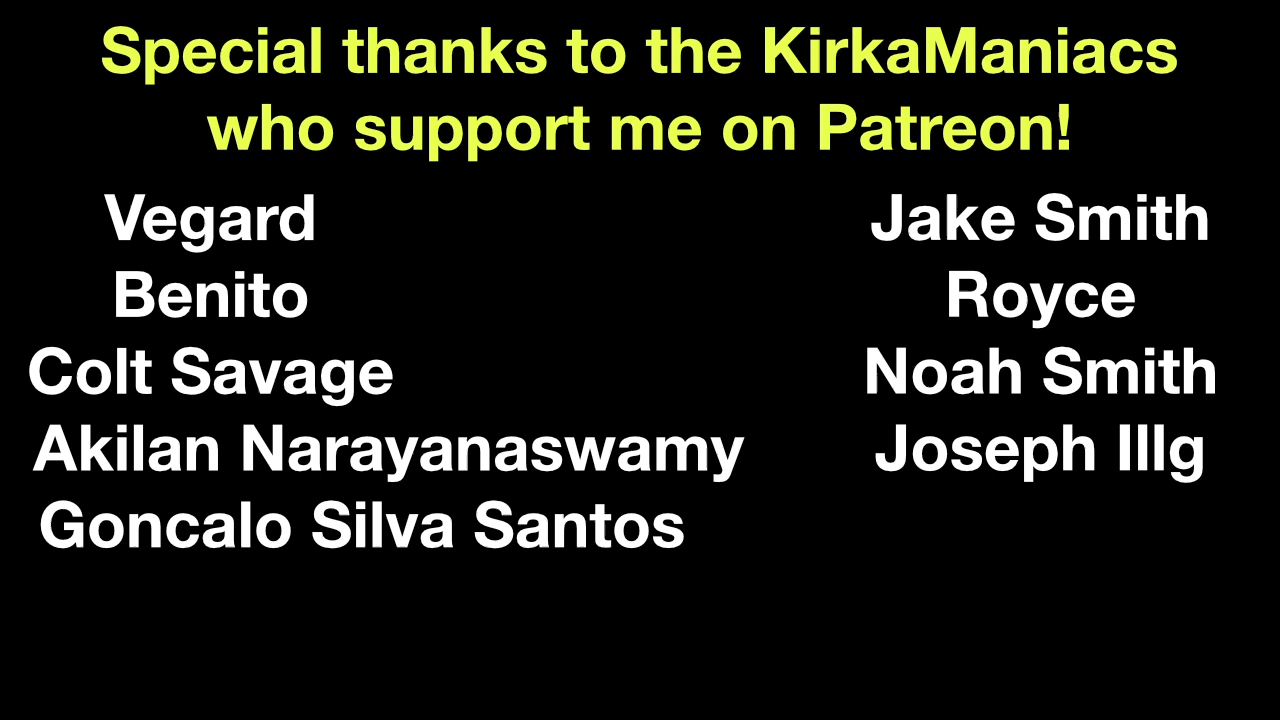 Special thanks to the KirkaManiacs
who support me on Patreon!
Vegard
Benito
Colt Savage
Akilan Narayanaswamy
Goncalo Silva Santos
Jake Smith
Royce
Noah Smith
Joseph Illg